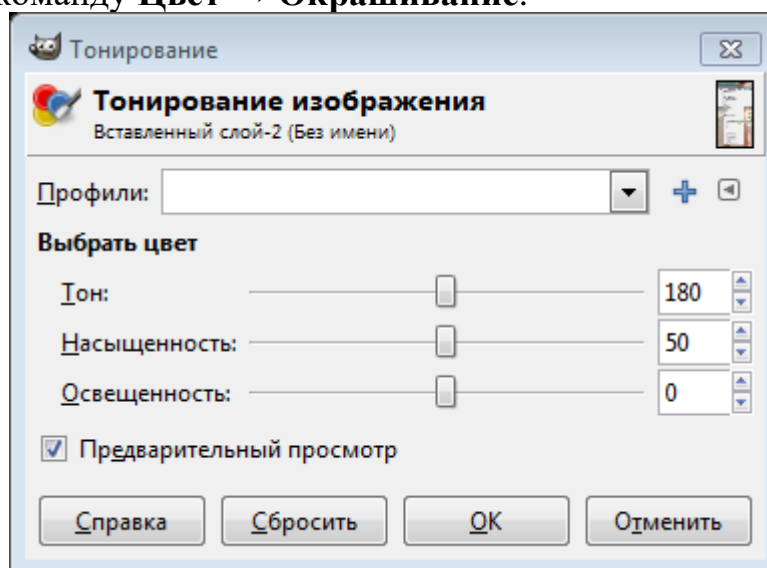 команду Цвет → Окрашивание.
Тонирование
Тонирование изображения
Вставленный слой-2 (Без имени)
Профили:
Выбрать цвет
Тон: 180
Насыщенность: 50
Освещенность: 0
Предварительный просмотр
Справка Сбросить OK Отменить